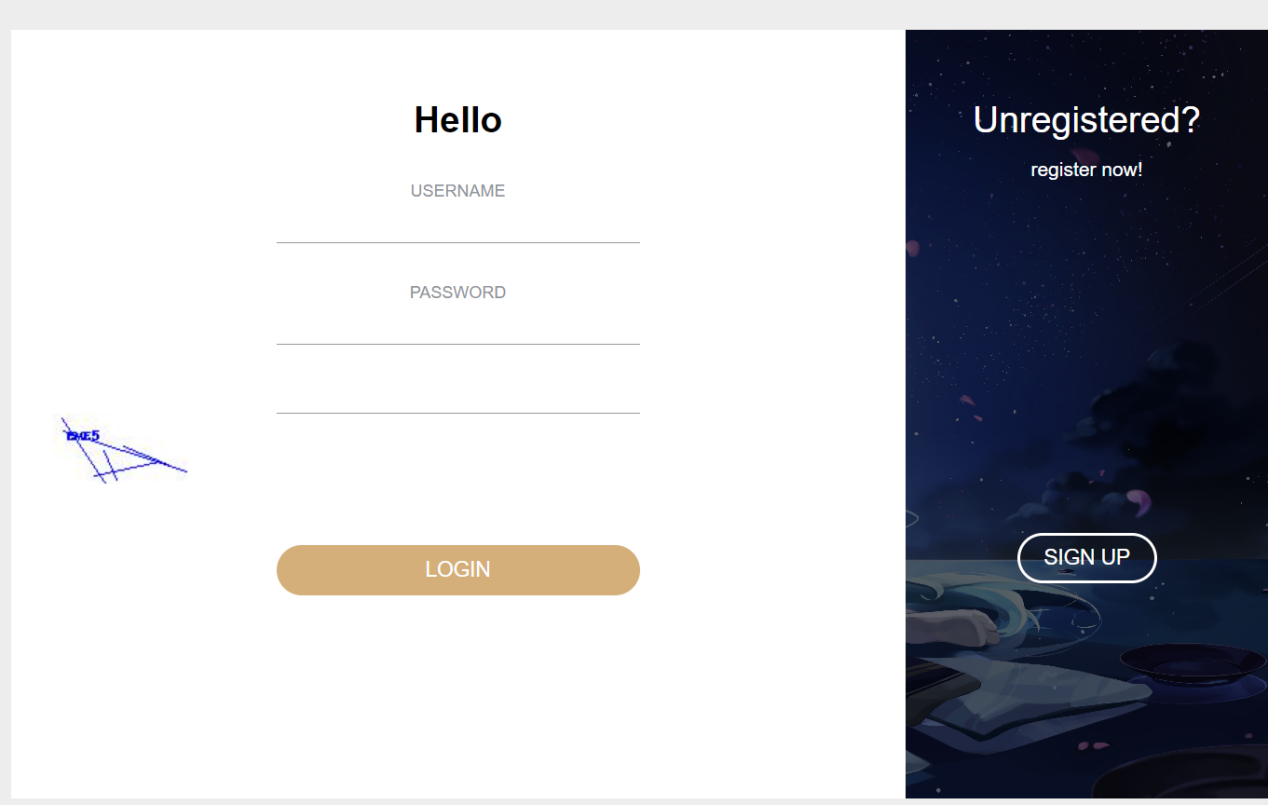 Hello
USERNAME
PASSWORD
LOGIN
Unregistered?
register now!
SIGN UP